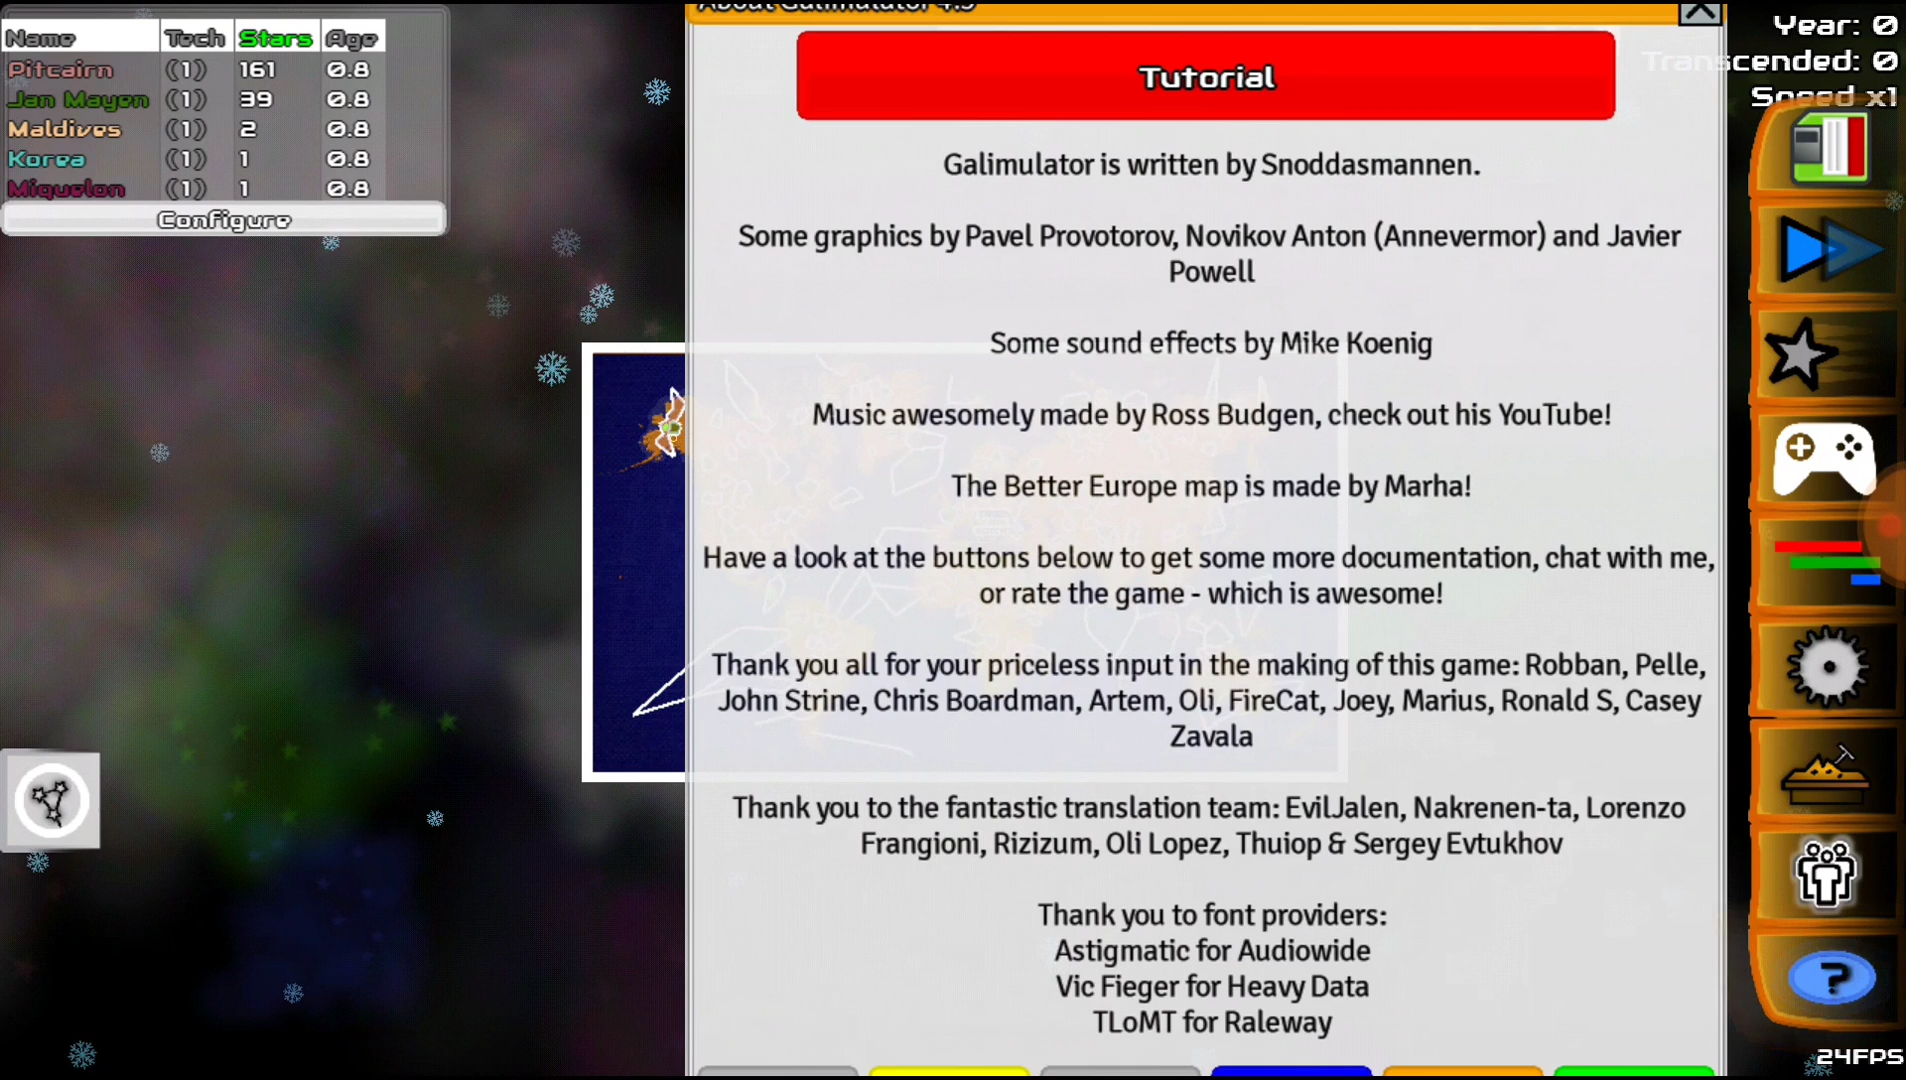 Name Tech Stars Age
Pitcairn (1) 161 0.8
Jan Mayen (1) 39 0.8
Maldives (1) 2 0.8
Korea (1) 1 0.8
Miquelon (1) 1 0.8
Configure
About Galimulator 4.9
Tutorial
Galimulator is written by Snoddasmannen.
Some graphics by Pavel Provotorov, Novikov Anton (Annevermor) and Javier
Powell
Some sound effects by Mike Koenig
Music awesomely made by Ross Budgen, check out his YouTube!
The Better Europe map is made by Marha!
Have a look at the buttons below to get some more documentation, chat with me,
or rate the game - which is awesome!
Thank you all for your priceless input in the making of this game: Robban, Pelle,
John Strine, Chris Boardman, Artem, Oli, FireCat, Joey, Marius, Ronald S, Casey
Zavala
Thank you to the fantastic translation team: EvilJalen, Nakrenen-ta, Lorenzo
Frangioni, Rizizum, Oli Lopez, Thuiop & Sergey Evtukhov
Thank you to font providers:
Astigmatic for Audiowide
Vic Fieger for Heavy Data
TLoMT for Raleway
Year: 0
Transcended: 0
Speed x1
?
24FPS